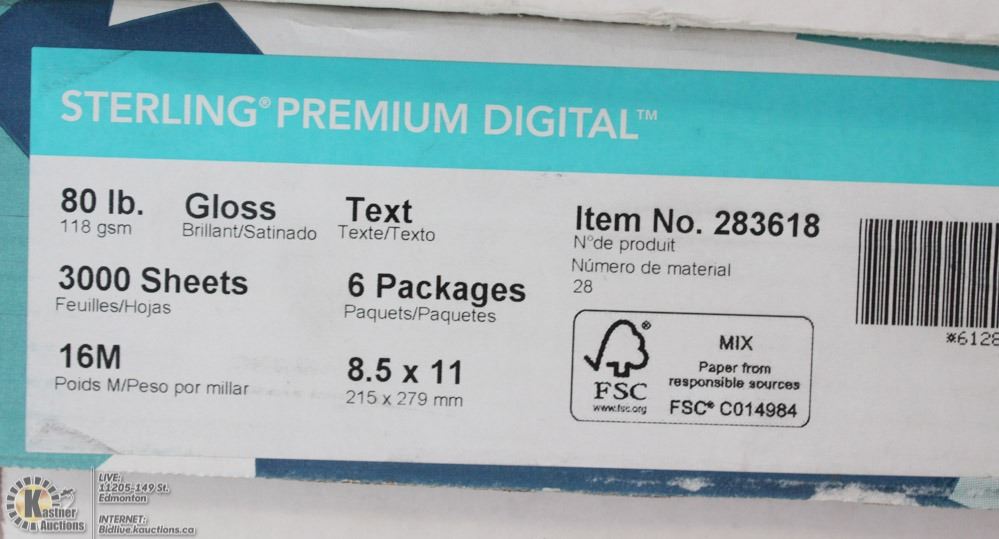 STERLING® PREMIUM DIGITAL™
80 lb. Gloss Text
118 gsm Brillant/Satinado Texte/Texto
3000 Sheets 6 Packages
Feuilles/Hojas Paquets/Paquetes
16M 8.5 x 11
Poids M/Peso por millar 215 x 279 mm
Item No. 283618
N°de produit
Número de material
28
FSC®
www.fsc.org
MIX
Paper from
responsible sources
FSC® C014984
*6128
Kastner
Auctions
LIVE:
11205-149 St.
Edmonton
INTERNET:
Bidlive.kauctions.ca